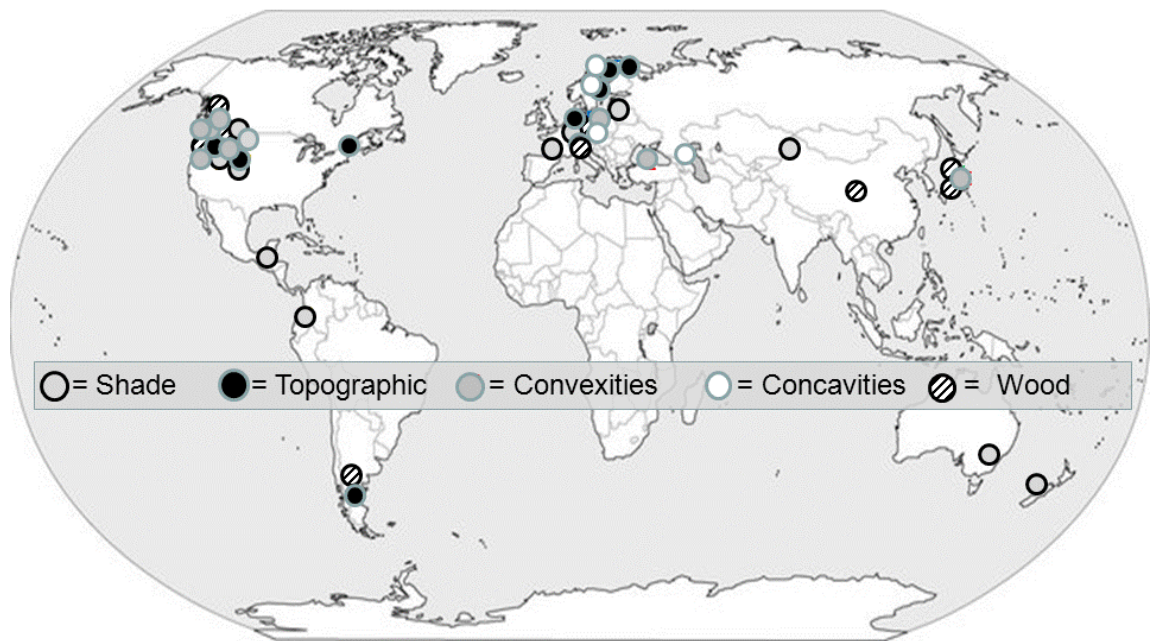 = Shade = Topographic = Convexities = Concavities = Wood